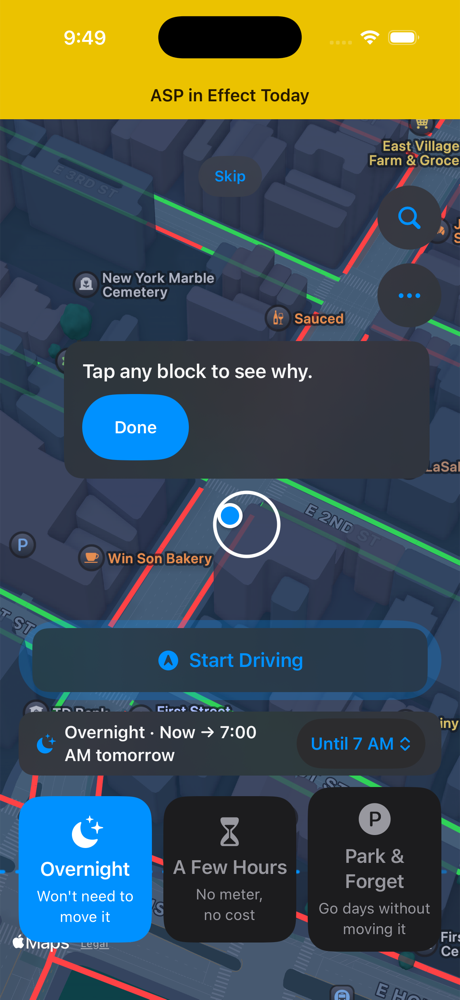 9:49
ASP in Effect Today
East Village
Farm & Groce
E 3RD ST
Skip
New York Marble
Cemetery
Sauced
Tap any block to see why.
Done
LaSal
E 2ND ST
P
Win Son Bakery
Start Driving
TD Bank
First Street
Overnight · Now → 7:00
AM tomorrow
Until 7 AM
Overnight
Won't need to
move it
A Few Hours
No meter,
no cost
P
Park &
Forget
Go days without
moving it
Maps
Legal